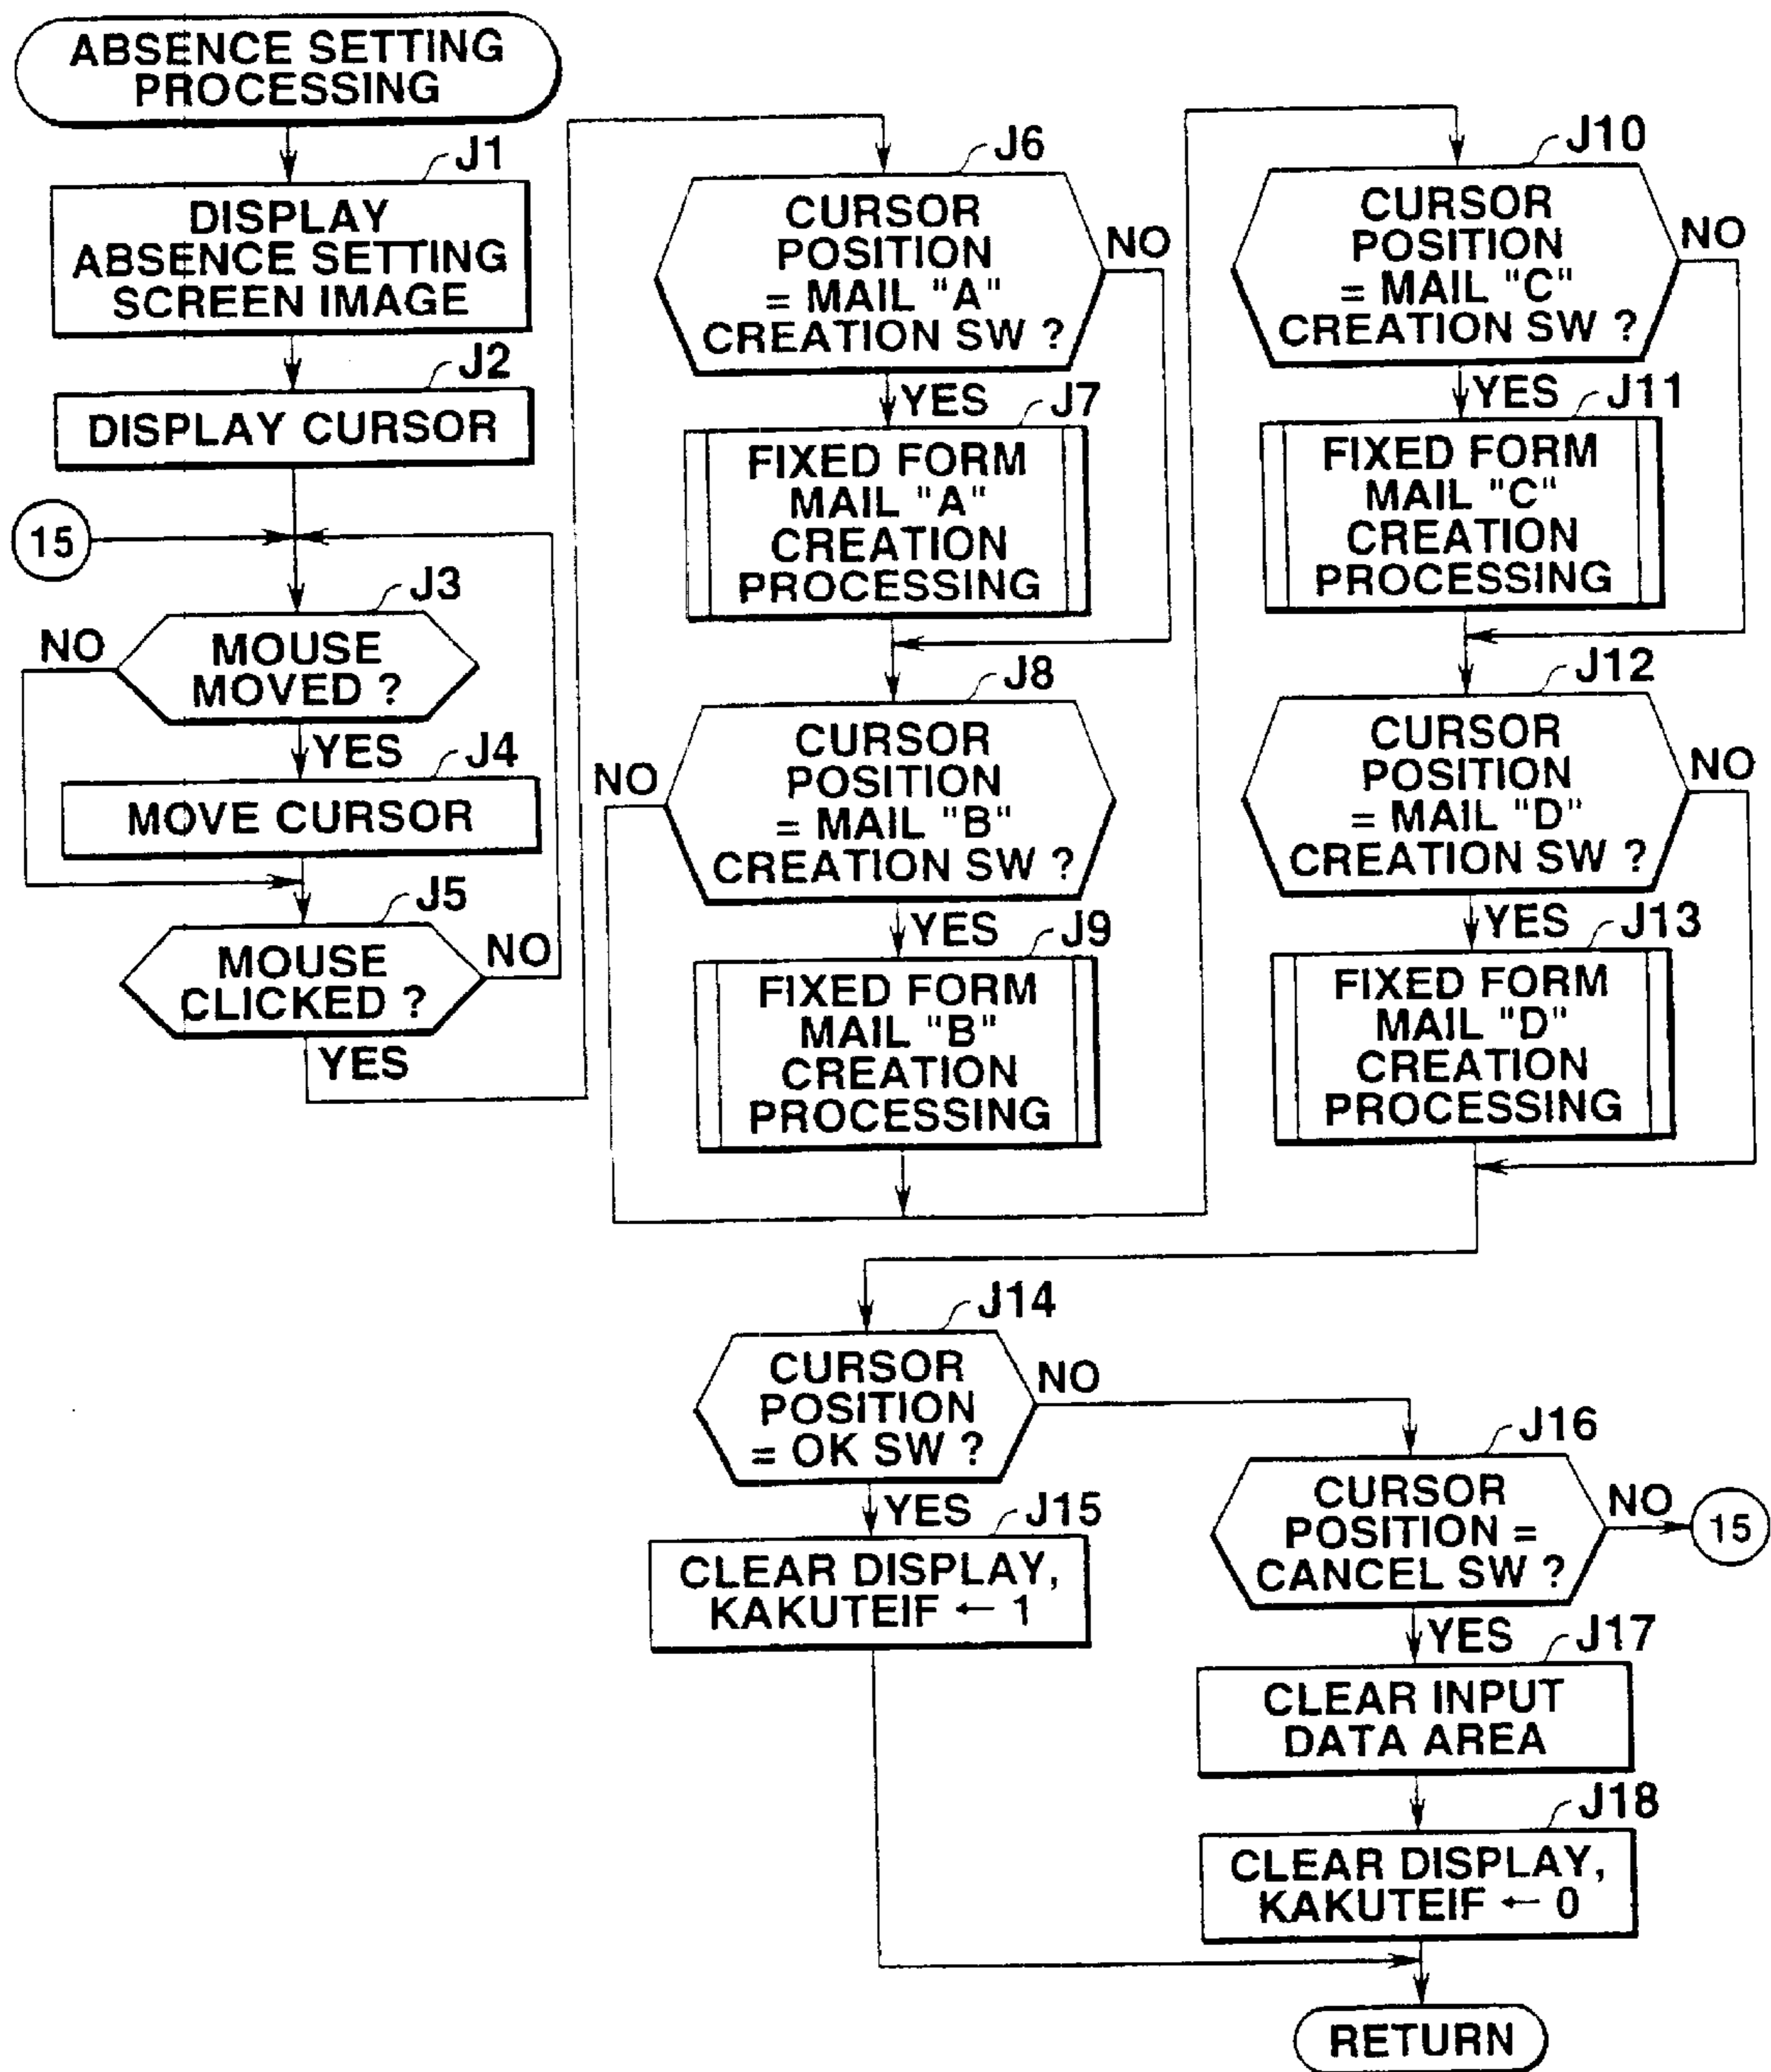 ABSENCE SETTING
PROCESSING
J1
DISPLAY
ABSENCE SETTING
SCREEN IMAGE
J2
DISPLAY CURSOR
15
J3
MOUSE
MOVED ?
NO
YES
J4
MOVE CURSOR
J5
MOUSE
CLICKED ?
NO
YES
J6
CURSOR
POSITION
= MAIL "A"
CREATION SW ?
NO
YES
J7
FIXED FORM
MAIL "A"
CREATION
PROCESSING
J8
CURSOR
POSITION
= MAIL "B"
CREATION SW ?
NO
YES
J9
FIXED FORM
MAIL "B"
CREATION
PROCESSING
J10
CURSOR
POSITION
= MAIL "C"
CREATION SW ?
NO
YES
J11
FIXED FORM
MAIL "C"
CREATION
PROCESSING
J12
CURSOR
POSITION
= MAIL "D"
CREATION SW ?
NO
YES
J13
FIXED FORM
MAIL "D"
CREATION
PROCESSING
J14
CURSOR
POSITION
= OK SW ?
NO
YES
J15
CLEAR DISPLAY,
KAKUTEIF ← 1
J16
CURSOR
POSITION =
CANCEL SW ?
NO
15
YES
J17
CLEAR INPUT
DATA AREA
J18
CLEAR DISPLAY,
KAKUTEIF ← 0
RETURN